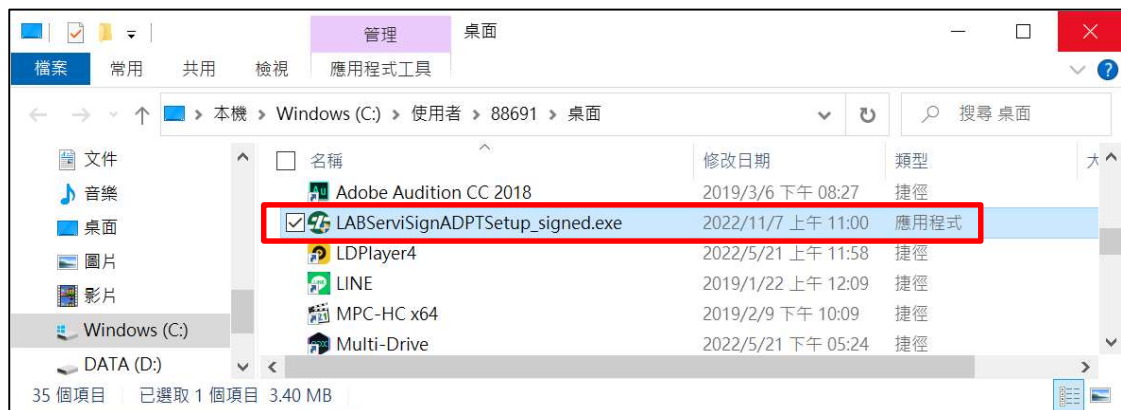 管理 桌面
檔案 常用 共用 檢視 應用程式工具
本機 Windows (C:) 使用者 88691 桌面 搜尋 桌面
文件 名稱 修改日期 類型 大
音樂 Adobe Audition CC 2018 2019/3/6 下午 08:27 捷徑
桌面 LABServiSignADPTSetup_signed.exe 2022/11/7 上午 11:00 應用程式
圖片 LDPlayer4 2022/5/21 上午 11:58 捷徑
影片 LINE 2019/1/22 上午 12:09 捷徑
Windows (C:) MPC-HC x64 2019/2/9 下午 10:09 捷徑
DATA (D:) Multi-Drive 2022/5/21 下午 05:24 捷徑
35 個項目 已選取 1 個項目 3.40 MB